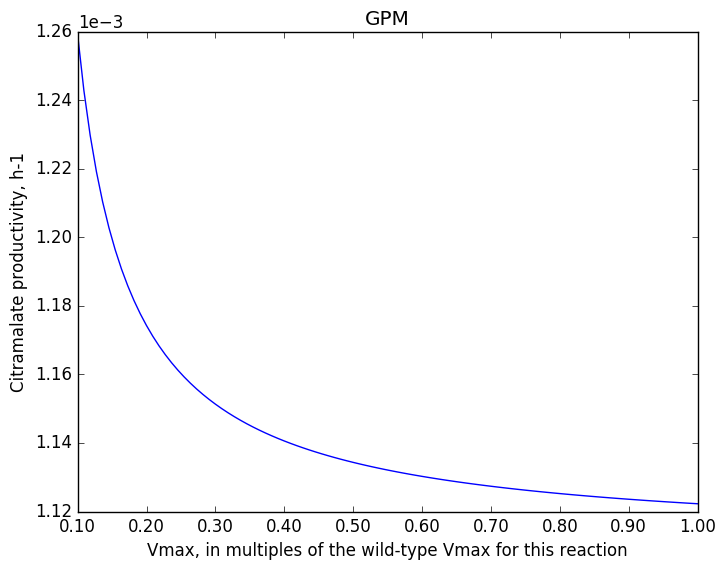 GPM
1e−3
1.26
1.24
1.22
1.20
1.18
1.16
1.14
1.12
Citramalate productivity, h-1
0.10 0.20 0.30 0.40 0.50 0.60 0.70 0.80 0.90 1.00
Vmax, in multiples of the wild-type Vmax for this reaction